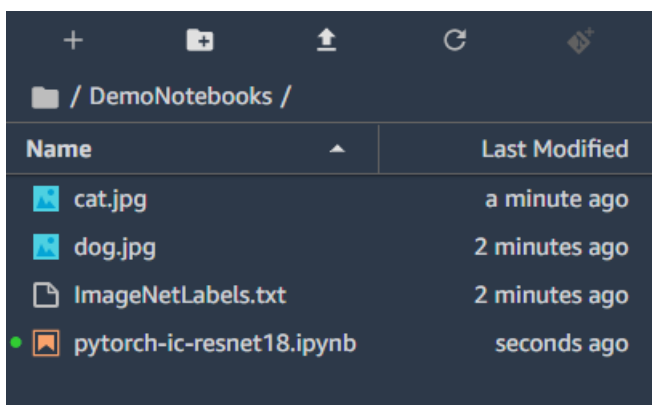 / DemoNotebooks /
Name Last Modified
cat.jpg a minute ago
dog.jpg 2 minutes ago
ImageNetLabels.txt 2 minutes ago
pytorch-ic-resnet18.ipynb seconds ago